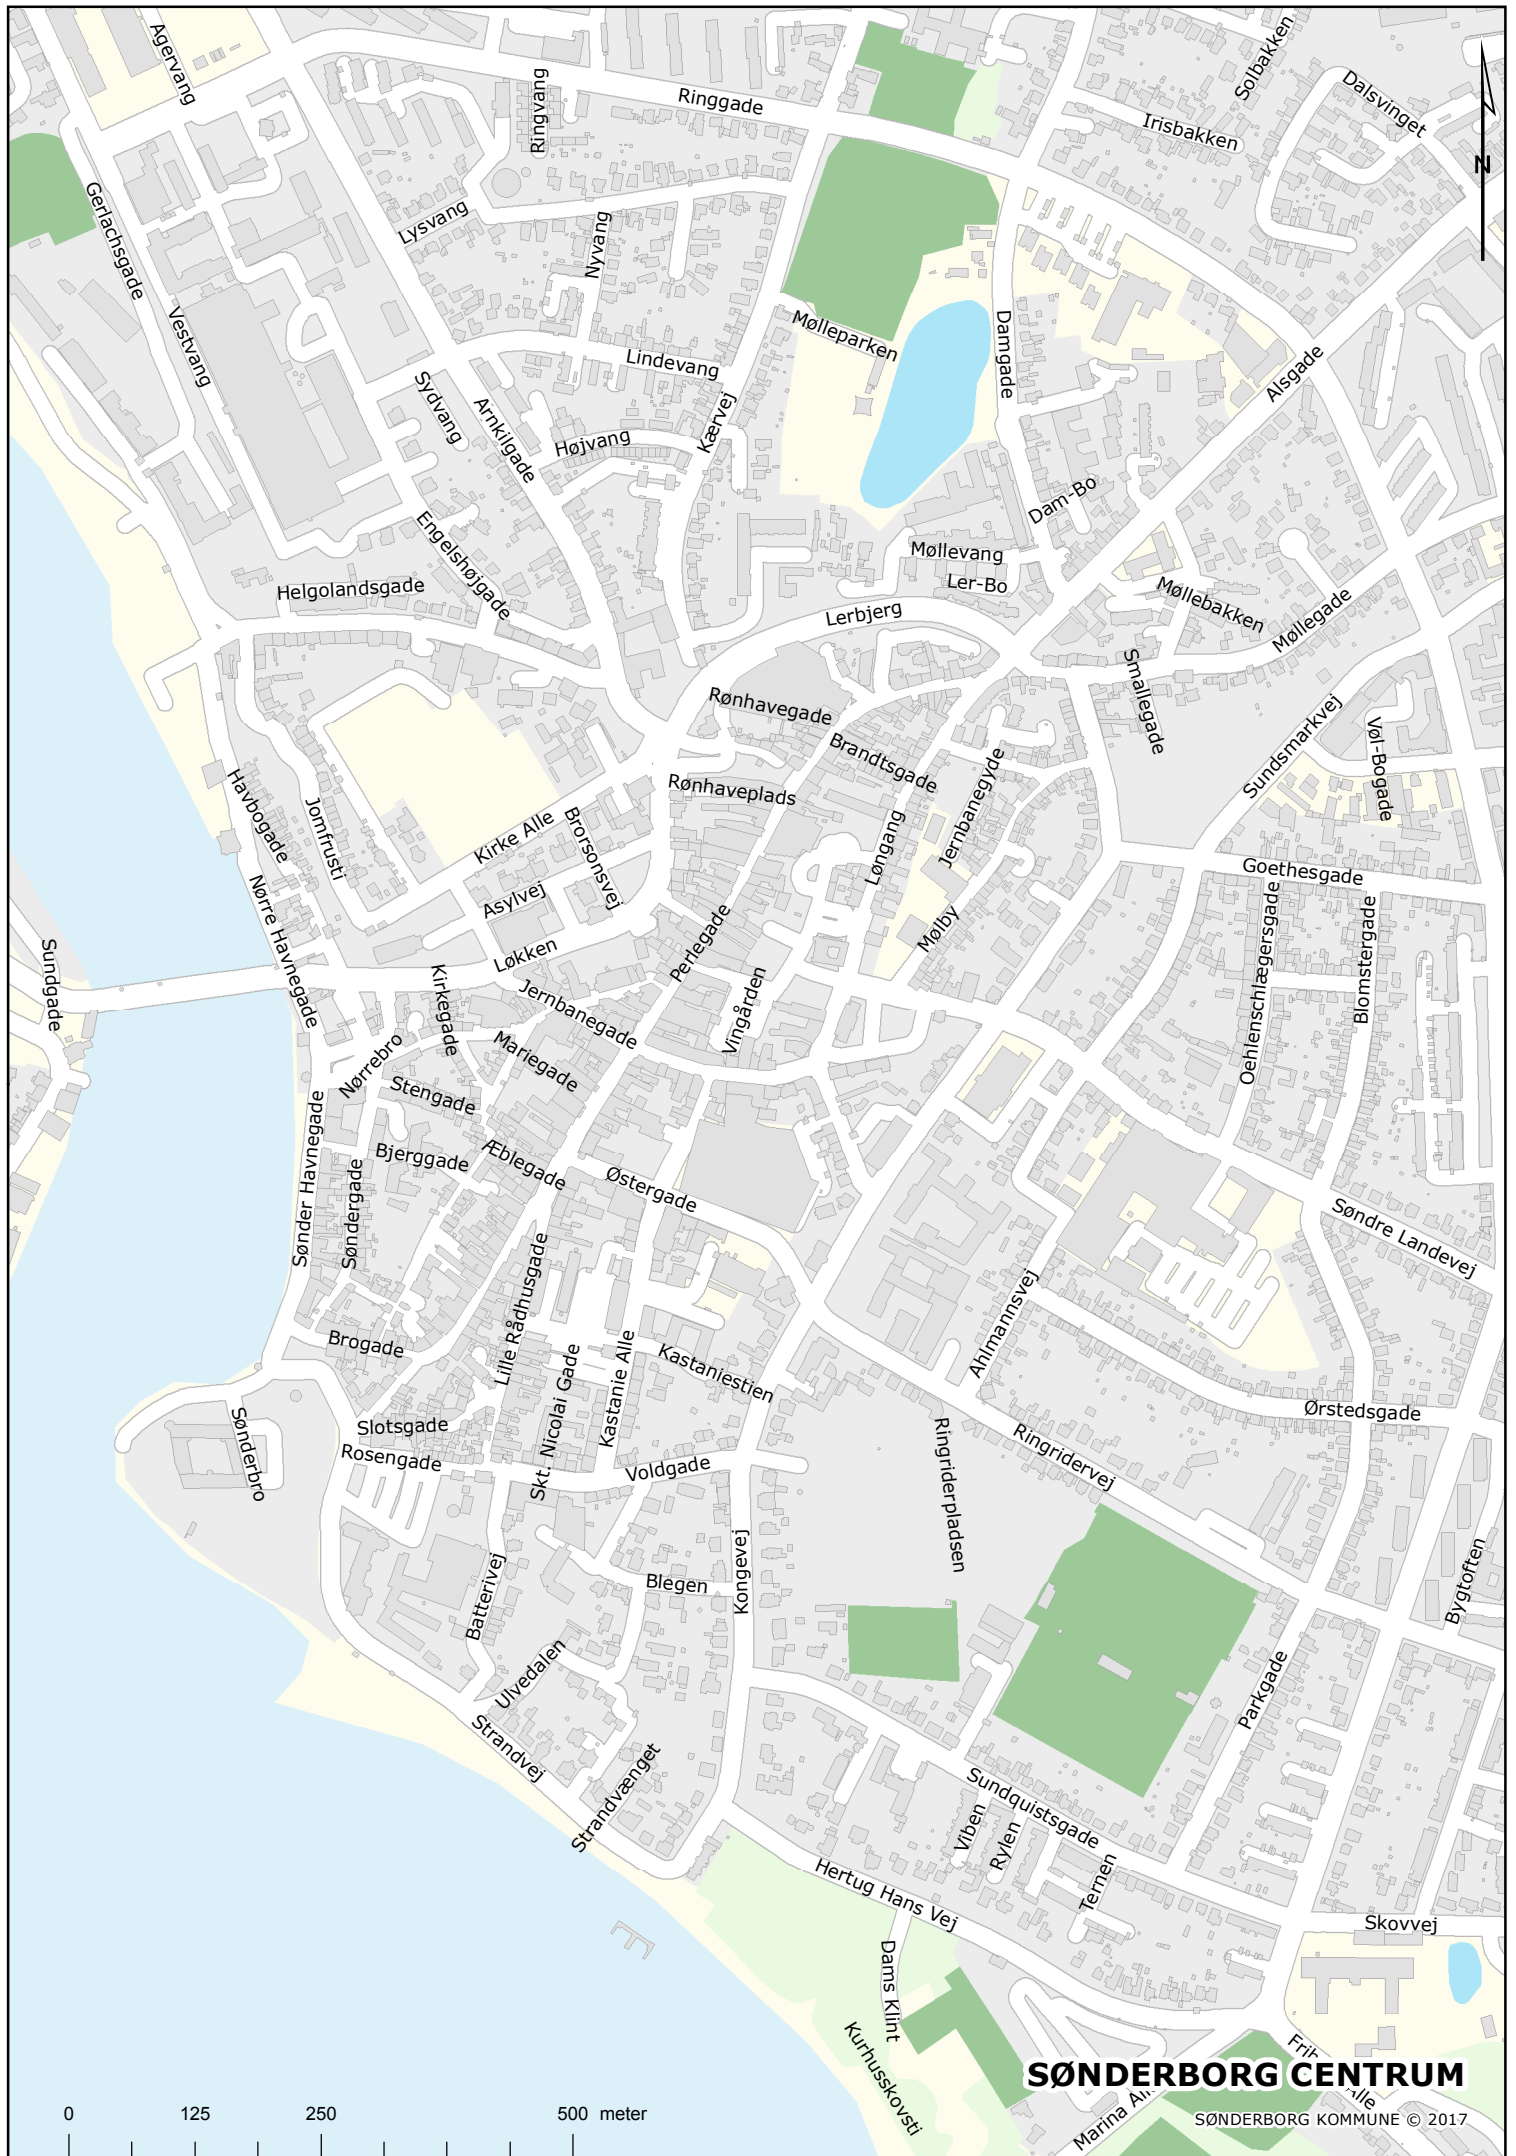 Agervang
Ringvang
Ringgade
Solbakken
Dalsvinget
Irisbakken
N
Gerlachsgade
Lysvang
Nyvang
Vestvang
Mølleparken
Damgade
Lindevang
Alsgade
Sydvang
Arnkilgade
Kærvej
Højvang
Dam-Bo
Engelshøjgade
Møllevang
Ler-Bo
Helgolandsgade
Møllebakken
Møllegade
Lerbjerg
Smallegade
Rønhavegade
Brandtsgade
Sundsmarkvej
Vøl-Bogade
Jernbanegyde
Havbogade
Jomfrusti
Rønhaveplads
Kirke Alle
Brorsonsvej
Løngang
Goethesgade
Asylvej
Nørre Havnegade
Mølby
Perlegade
Oehlenschlægersgade
Blomstergade
Sundgade
Løkken
Kirkegade
Jernbanegade
Vingården
Nørrebro
Mariegade
Stengade
Sønder Havnegade
Bjerggade
Æblegade
Søndergade
Østergade
Søndre Landevej
Lille Rådhusgade
Ahlmannsvej
Brogade
Kastaniestien
Kastanie Alle
Skt. Nicolai Gade
Ørstedsgade
Slotsgade
Sønderbro
Rosengade
Voldgade
Ringriderpladsen
Ringridervej
Kongevej
Bygtoften
Batterivej
Blegen
Ulvedalen
Parkgade
Strandvej
Strandvænget
Sundquistsgade
Viben
Rylen
Ternen
Hertug Hans Vej
Skovvej
Dams Klint
Kurhusskovsti
SØNDERBORG CENTRUM
Marina
SØNDERBORG KOMMUNE © 2017
0 125 250 500 meter